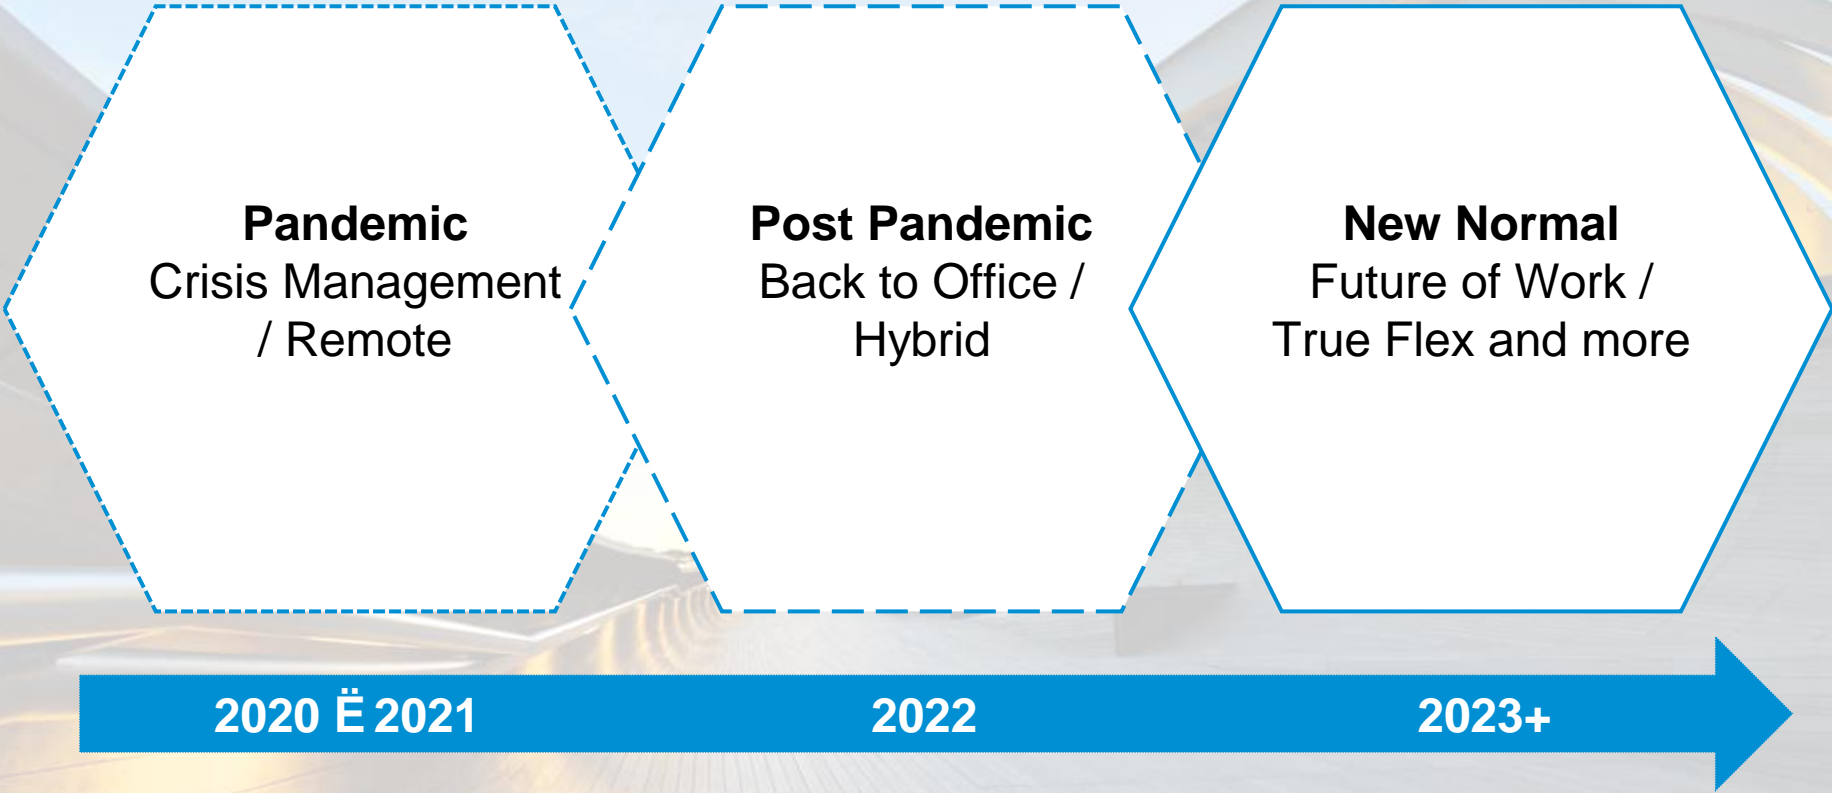 Pandemic
Crisis Management
/ Remote
Post Pandemic
Back to Office /
Hybrid
New Normal
Future of Work /
True Flex and more
2020 Ë 2021
2022
2023+